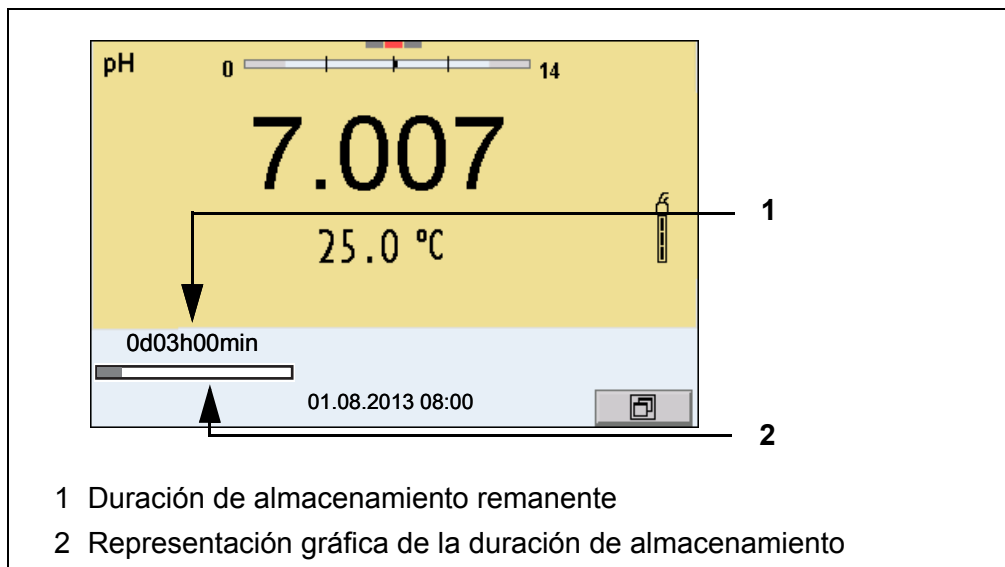 pH
0
14
7.007
25.0 °C
1
0d03h00min
01.08.2013 08:00
2
1 Duración de almacenamiento remanente
2 Representación gráfica de la duración de almacenamiento